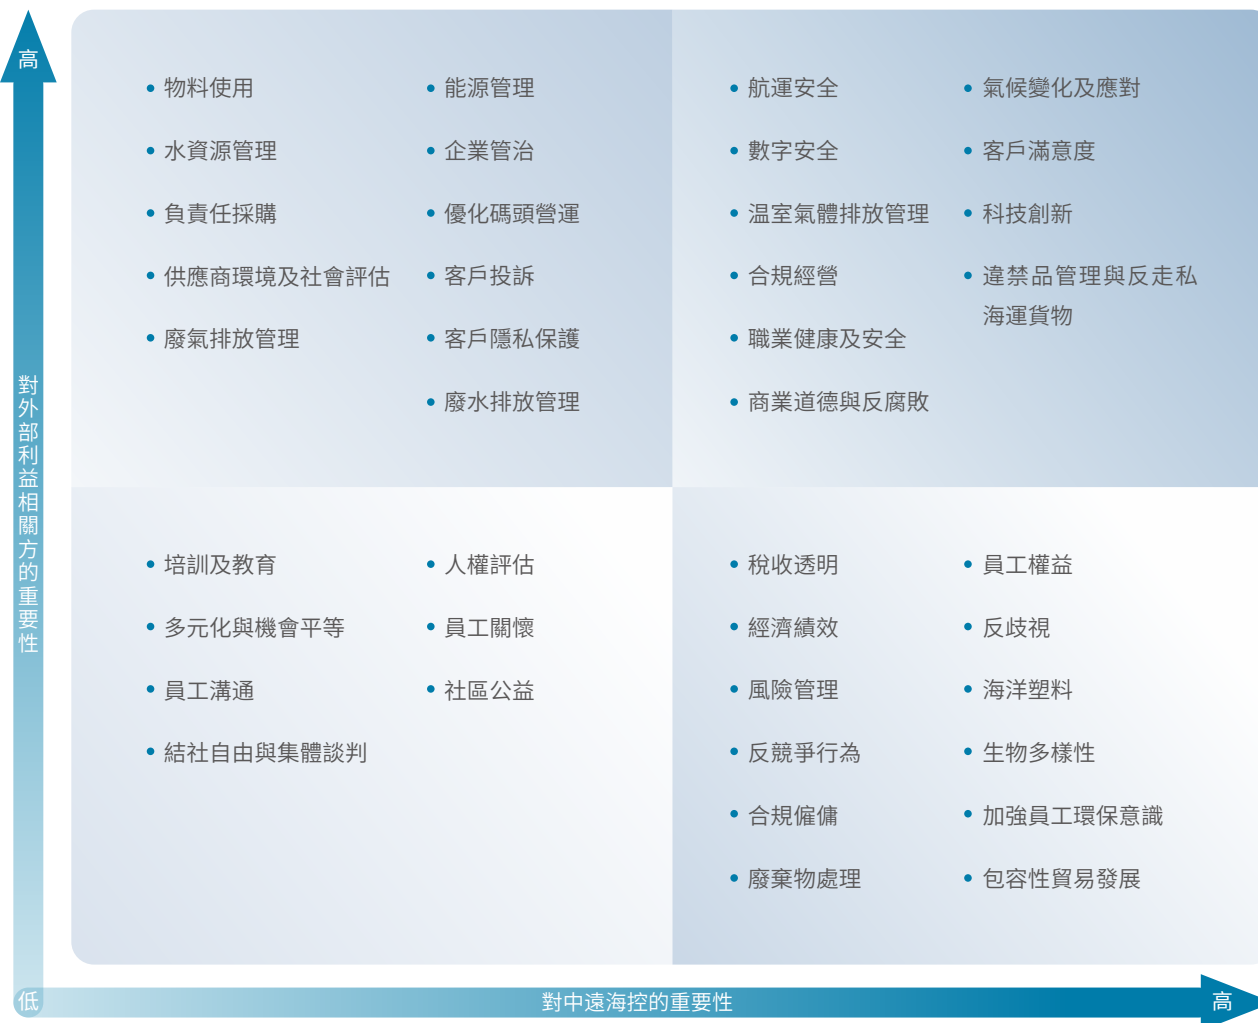 高
• 物料使用
• 水資源管理
• 負責任採購
• 供應商環境及社會評估
• 廢氣排放管理
• 能源管理
• 企業管治
• 優化碼頭營運
• 客戶投訴
• 客戶隱私保護
• 廢水排放管理
• 航運安全
• 數字安全
• 温室氣體排放管理
• 合規經營
• 職業健康及安全
• 商業道德與反腐敗
• 氣候變化及應對
• 客戶滿意度
• 科技創新
• 違禁品管理與反走私
海運貨物
對外部利益相關方的重要性
• 培訓及教育
• 多元化與機會平等
• 員工溝通
• 結社自由與集體談判
• 人權評估
• 員工關懷
• 社區公益
• 稅收透明
• 經濟績效
• 風險管理
• 反競爭行為
• 合規僱傭
• 廢棄物處理
• 員工權益
• 反歧視
• 海洋塑料
• 生物多樣性
• 加強員工環保意識
• 包容性貿易發展
低
對中遠海控的重要性
高